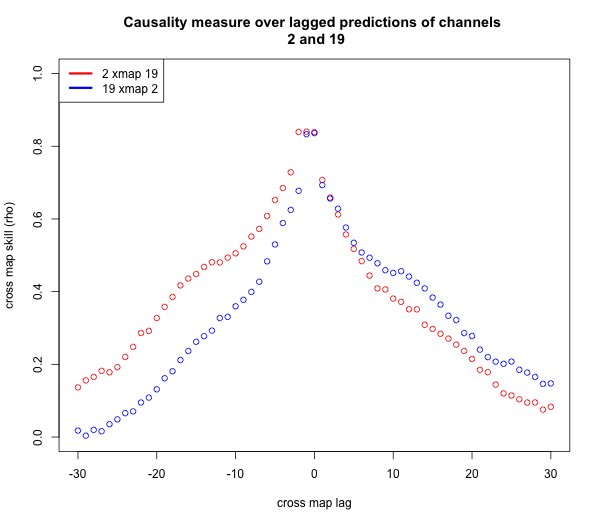 Causality measure over lagged predictions of channels
2 and 19
2 xmap 19
19 xmap 2
cross map skill (rho)
1.0
0.8
0.6
0.4
0.2
0.0
-30 -20 -10 0 10 20 30
cross map lag